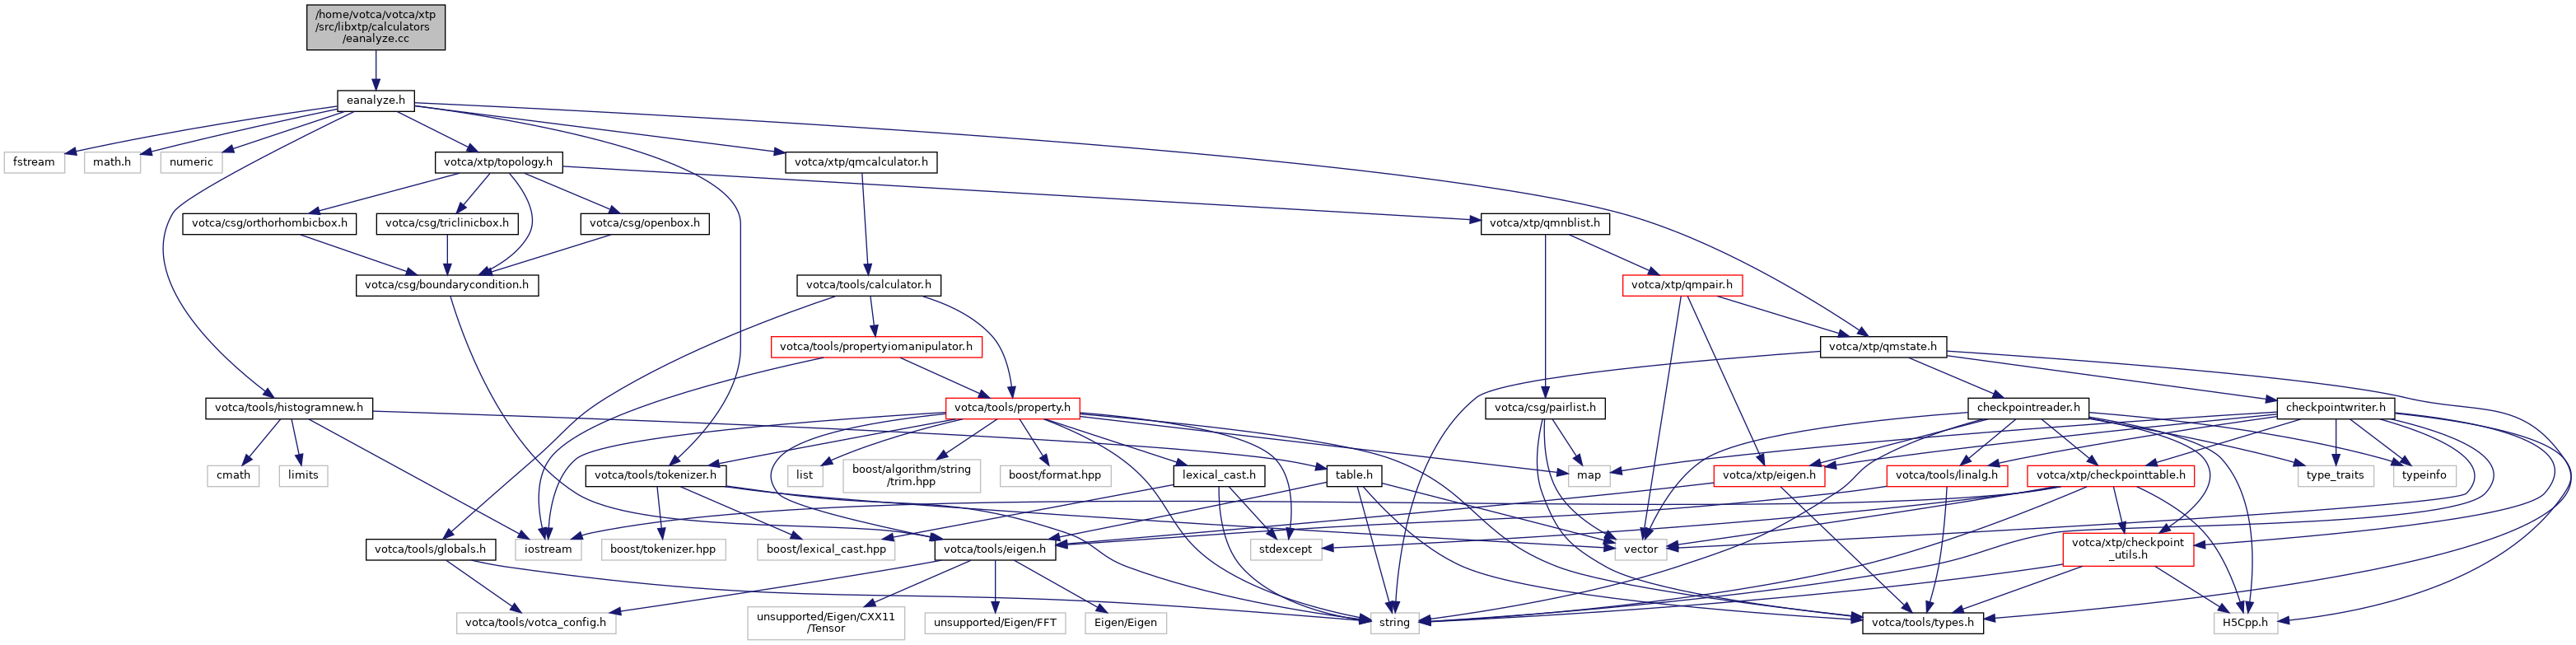 /home/votca/votca/xtp
/src/libxtp/calculators
/eanalyze.cc
eanalyze.h
fstream
math.h
numeric
votca/xtp/topology.h
votca/xtp/qmcalculator.h
votca/csg/orthorhombicbox.h
votca/csg/triclinicbox.h
votca/csg/openbox.h
votca/xtp/qmnblist.h
votca/csg/boundarycondition.h
votca/tools/calculator.h
votca/xtp/qmpair.h
votca/tools/propertyiomanipulator.h
votca/xtp/qmstate.h
votca/tools/histogramnew.h
votca/tools/property.h
votca/csg/pairlist.h
checkpointreader.h
checkpointwriter.h
cmath
limits
votca/tools/tokenizer.h
list
boost/algorithm/string
/trim.hpp
boost/format.hpp
lexical_cast.h
table.h
map
votca/xtp/eigen.h
votca/tools/linalg.h
votca/xtp/checkpointtable.h
type_traits
typeinfo
votca/tools/globals.h
iostream
boost/tokenizer.hpp
boost/lexical_cast.hpp
votca/tools/eigen.h
stdexcept
vector
votca/xtp/checkpoint
_utils.h
votca/tools/votca_config.h
unsupported/Eigen/CXX11
/Tensor
unsupported/Eigen/FFT
Eigen/Eigen
string
votca/tools/types.h
H5Cpp.h